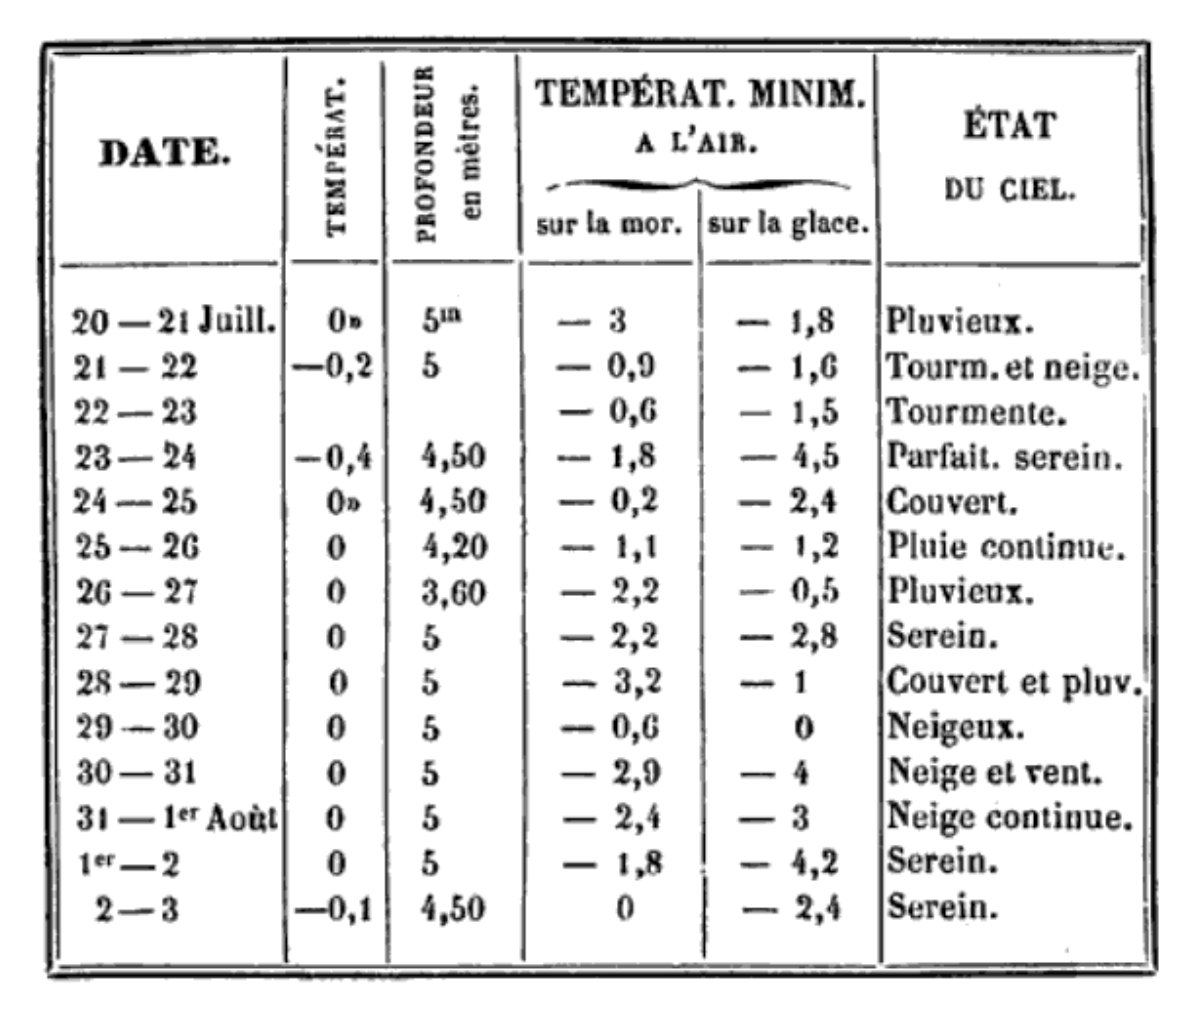 DATE.
TEMPÉRAT.
PROFONDEUR
en mètres.
TEMPÉRAT. MINIM.
A L'AIR.
sur la mor.
sur la glace.
ÉTAT
DU CIEL.
20 — 21 Juill. 0» 5m — 3 — 1,8 Pluvieux.
21 — 22 —0,2 5 — 0,9 — 1,6 Tourm. et neige.
22 — 23 — 0,6 — 1,5 Tourmente.
23 — 24 —0,4 4,50 — 1,8 — 4,5 Parfait. serein.
24 — 25 0» 4,50 — 0,2 — 2,4 Couvert.
25 — 26 0 4,20 — 1,1 — 1,2 Pluie continue.
26 — 27 0 3,60 — 2,2 — 0,5 Pluvieux.
27 — 28 0 5 — 2,2 — 2,8 Serein.
28 — 29 0 5 — 3,2 — 1 Couvert et pluv.
29 — 30 0 5 — 0,6 0 Neigeux.
30 — 31 0 5 — 2,9 — 4 Neige et vent.
31 — 1er Août 0 5 — 2,4 — 3 Neige continue.
1er — 2 0 5 — 1,8 — 4,2 Serein.
2 — 3 —0,1 4,50 0 — 2,4 Serein.